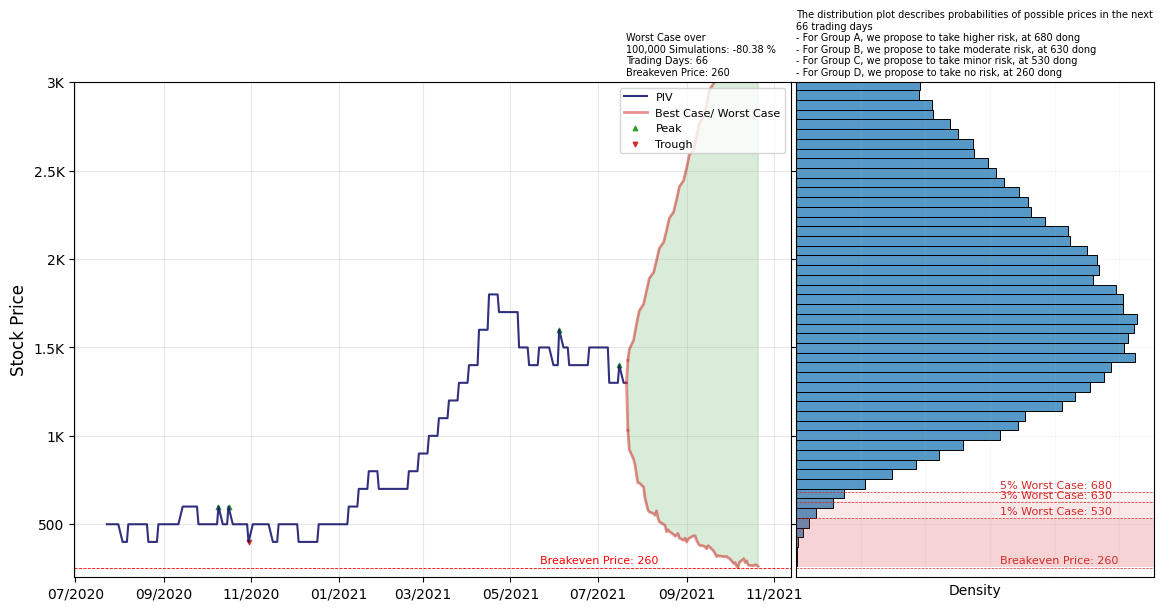 The distribution plot describes probabilities of possible prices in the next
66 trading days
- For Group A, we propose to take higher risk, at 680 dong
- For Group B, we propose to take moderate risk, at 630 dong
- For Group C, we propose to take minor risk, at 530 dong
- For Group D, we propose to take no risk, at 260 dong
Worst Case over
100,000 Simulations: -80.38 %
Trading Days: 66
Breakeven Price: 260
PIV
Best Case/ Worst Case
Peak
Trough
Stock Price
3K
2.5K
2K
1.5K
1K
500
Breakeven Price: 260
07/2020
09/2020
11/2020
01/2021
03/2021
05/2021
07/2021
09/2021
11/2021
5% Worst Case: 680
3% Worst Case: 630
1% Worst Case: 530
Breakeven Price: 260
Density